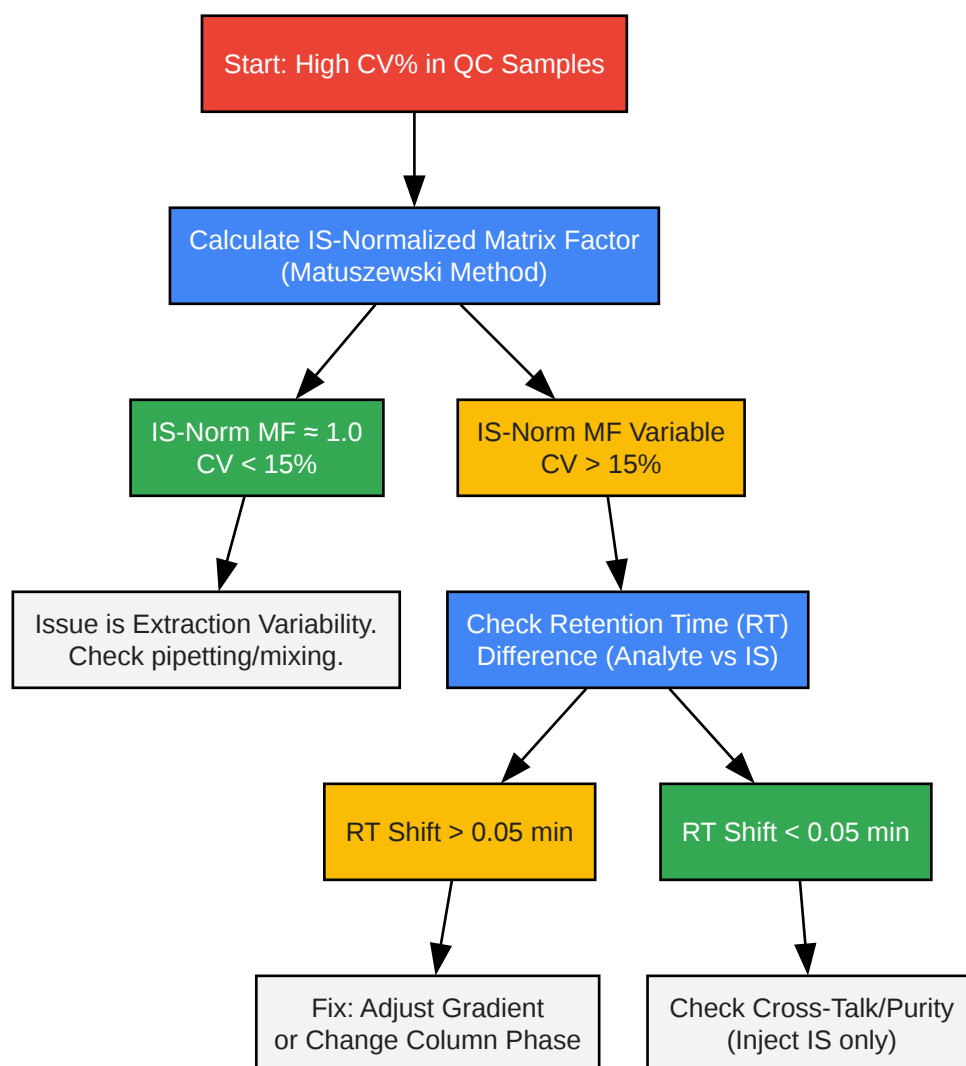 Start: High CV% in QC Samples
Calculate IS-Normalized Matrix Factor
(Matuszewski Method)
IS-Norm MF ≈ 1.0
CV < 15%
IS-Norm MF Variable
CV > 15%
Issue is Extraction Variability.
Check pipetting/mixing.
Check Retention Time (RT)
Difference (Analyte vs IS)
RT Shift > 0.05 min
RT Shift < 0.05 min
Fix: Adjust Gradient
or Change Column Phase
Check Cross-Talk/Purity
(Inject IS only)